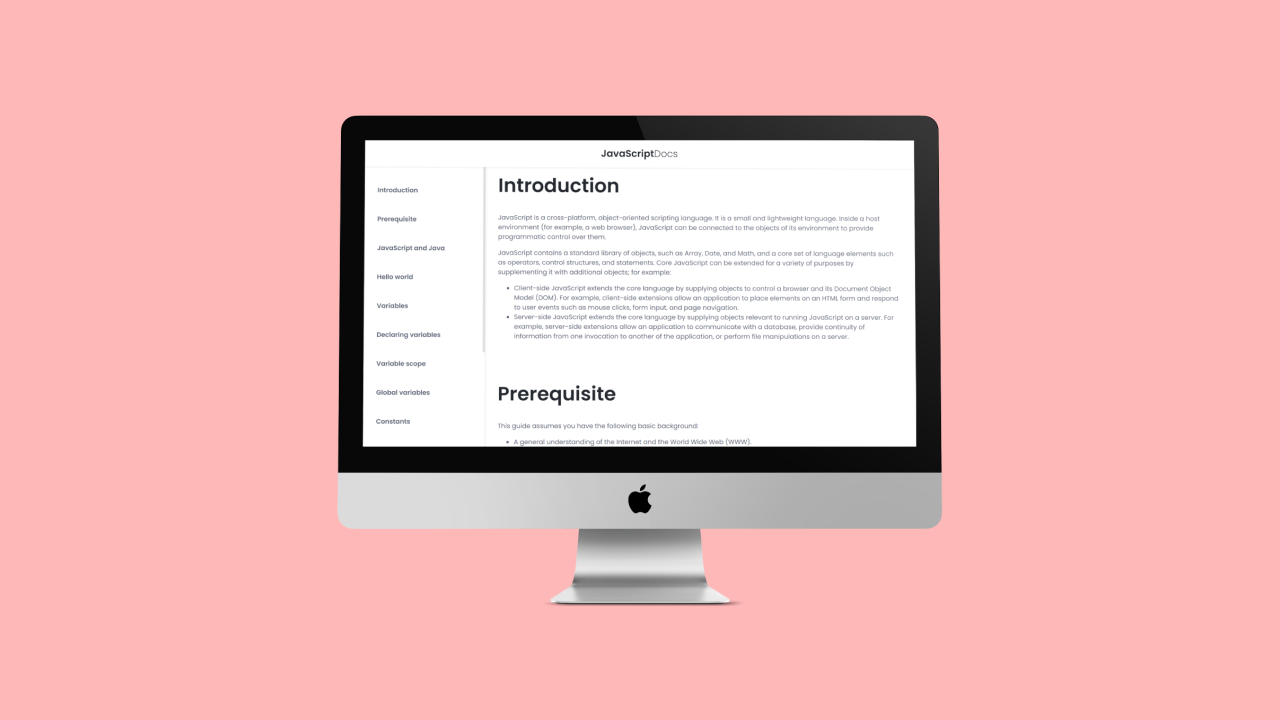 JavaScriptDocs
Introduction
Prerequisite
JavaScript and Java
Hello world
Variables
Declaring variables
Variable scope
Global variables
Constants
Introduction
JavaScript is a cross-platform, object-oriented scripting language. It is a small and lightweight language. Inside a host
environment (for example, a web browser), JavaScript can be connected to the objects of its environment to provide
programmatic control over them.
JavaScript contains a standard library of objects, such as Array, Date, and Math, and a core set of language elements such
as operators, control structures, and statements. Core JavaScript can be extended for a variety of purposes by
supplementing it with additional objects; for example:
• Client-side JavaScript extends the core language by supplying objects to control a browser and its Document Object
Model (DOM). For example, client-side extensions allow an application to place elements on an HTML form and respond
to user events such as mouse clicks, form input, and page navigation.
• Server-side JavaScript extends the core language by supplying objects relevant to running JavaScript on a server. For
example, server-side extensions allow an application to communicate with a database, provide continuity of
information from one invocation to another of the application, or perform file manipulations on a server.
Prerequisite
This guide assumes you have the following basic background:
• A general understanding of the Internet and the World Wide Web (WWW).